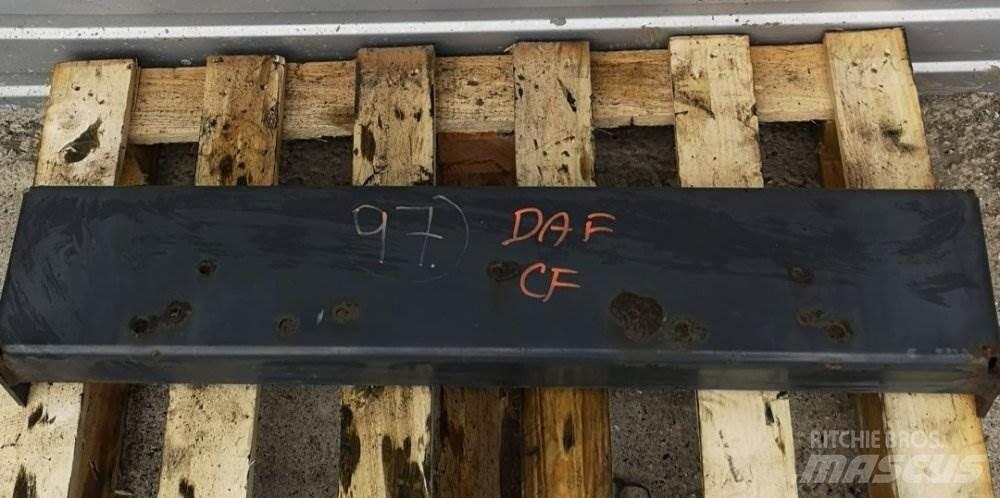 97)
DAF
CF
RITCHIE BROS.
MASCUS